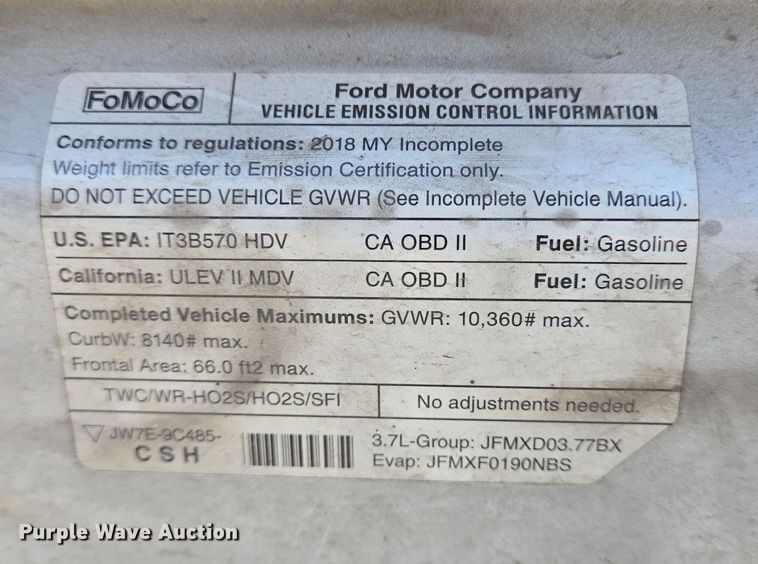 FoMoCo
Ford Motor Company
VEHICLE EMISSION CONTROL INFORMATION
Conforms to regulations: 2018 MY Incomplete
Weight limits refer to Emission Certification only.
DO NOT EXCEED VEHICLE GVWR (See Incomplete Vehicle Manual).
U.S. EPA: IT3B570 HDV CA OBD II Fuel: Gasoline
California: ULEV II MDV CA OBD II Fuel: Gasoline
Completed Vehicle Maximums: GVWR: 10,360# max.
CurbW: 8140# max.
Frontal Area: 66.0 ft2 max.
TWC/WR-HO2S/HO2S/SFI No adjustments needed.
JW7E-9C485-
CSH
3.7L-Group: JFMXD03.77BX
Evap: JFMXF0190NBS
Purple Wave Auction